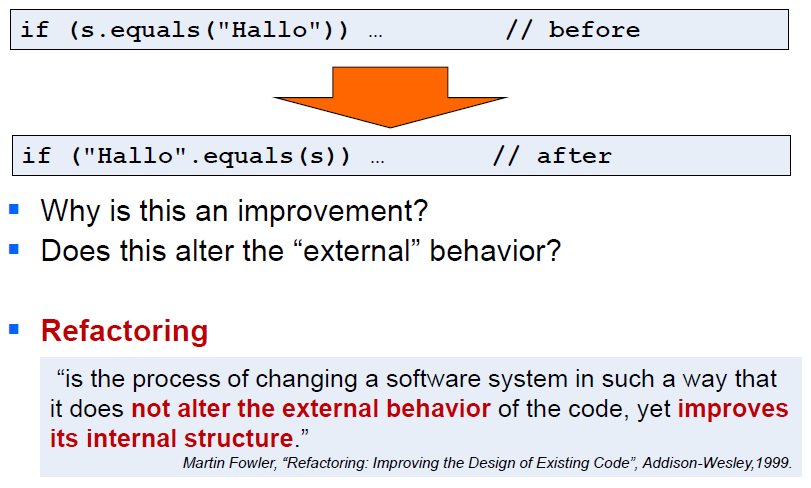 if (s.equals("Hallo")) … // before
if ("Hallo".equals(s)) … // after
Why is this an improvement?
Does this alter the “external” behavior?
Refactoring
“is the process of changing a software system in such a way that
it does not alter the external behavior of the code, yet improves
its internal structure.”
Martin Fowler, “Refactoring: Improving the Design of Existing Code”, Addison-Wesley,1999.